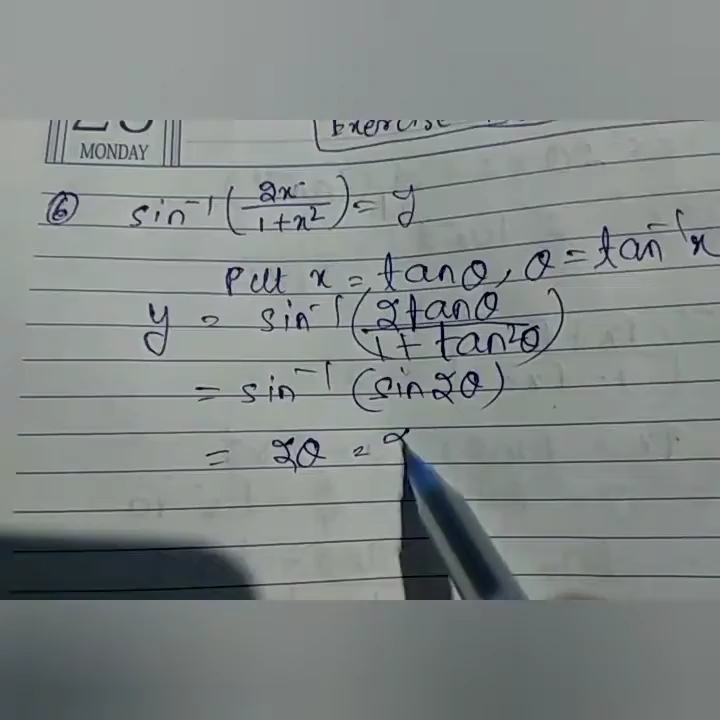 MONDAY
Exercise
⑥ sin⁻¹(2x/1+x²) = y
Put x = tanθ, θ = tan⁻¹x
y = sin⁻¹(2tanθ/1+tan²θ)
= sin⁻¹(sin2θ)
= 2θ = 2